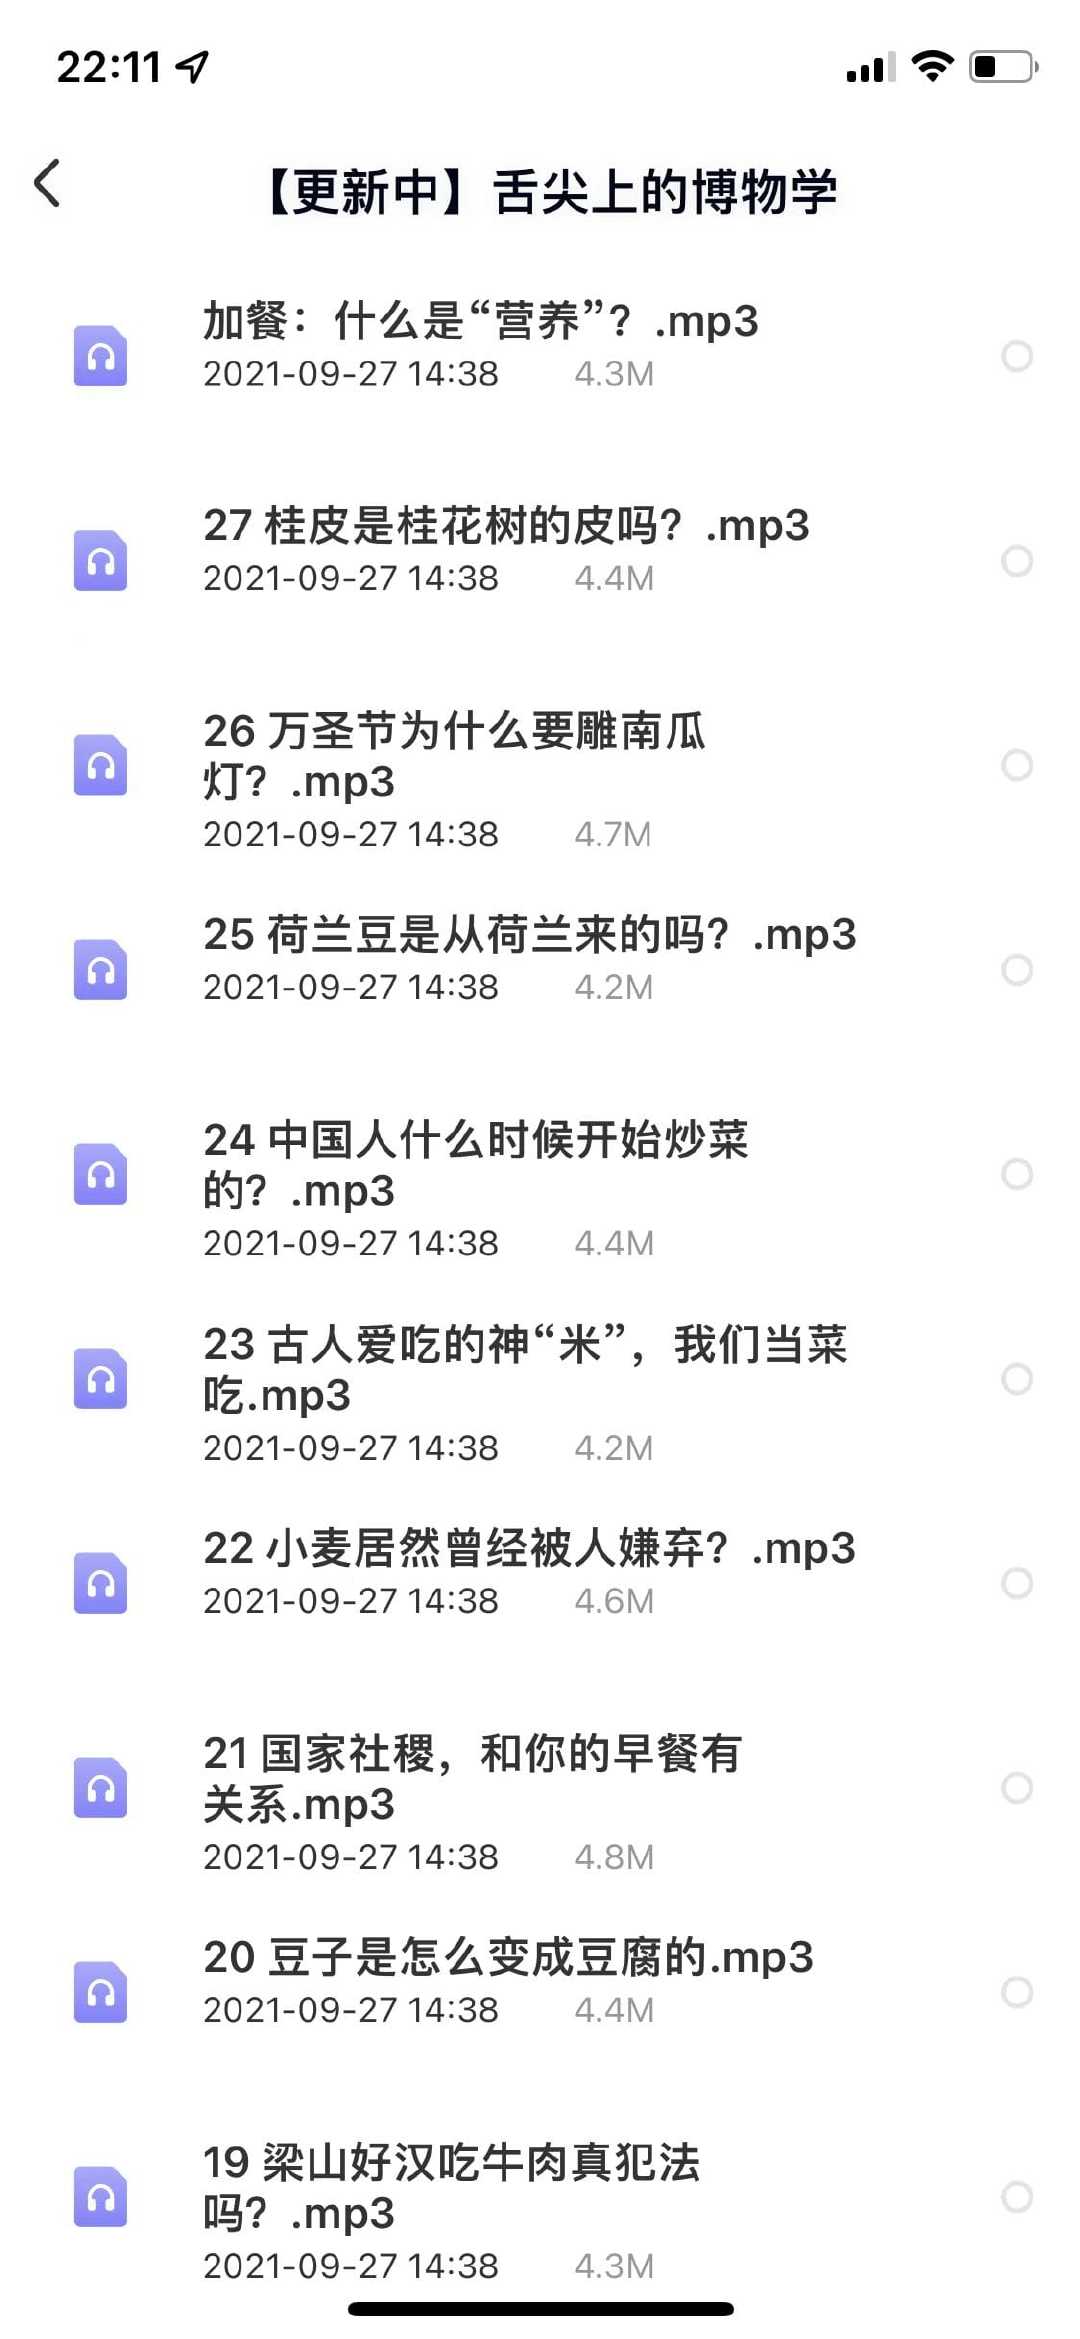 22:11
【更新中】舌尖上的博物学
加餐：什么是“营养”？.mp3
2021-09-27 14:38 4.3M
27 桂皮是桂花树的皮吗？.mp3
2021-09-27 14:38 4.4M
26 万圣节为什么要雕南瓜
灯？.mp3
2021-09-27 14:38 4.7M
25 荷兰豆是从荷兰来的吗？.mp3
2021-09-27 14:38 4.2M
24 中国人什么时候开始炒菜
的？.mp3
2021-09-27 14:38 4.4M
23 古人爱吃的神“米”，我们当菜
吃.mp3
2021-09-27 14:38 4.2M
22 小麦居然曾经被人嫌弃？.mp3
2021-09-27 14:38 4.6M
21 国家社稷，和你的早餐有
关系.mp3
2021-09-27 14:38 4.8M
20 豆子是怎么变成豆腐的.mp3
2021-09-27 14:38 4.4M
19 梁山好汉吃牛肉真犯法
吗？.mp3
2021-09-27 14:38 4.3M